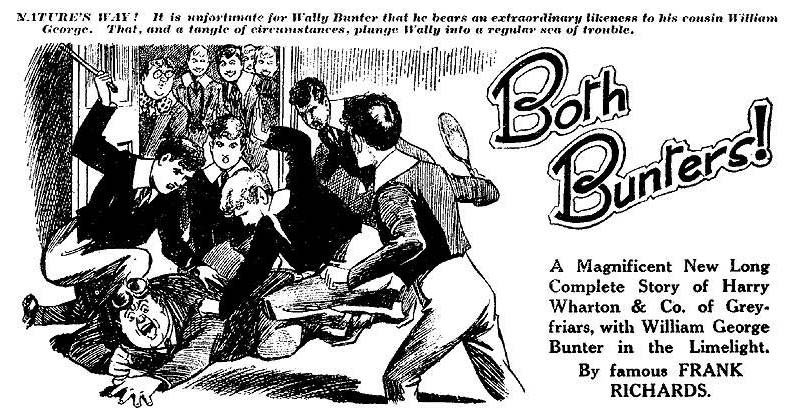 NATURE'S WAY! It is unfortunate for Wally Bunter that he bears an extraordinary likeness to his cousin William
George. That, and a tangle of circumstances, plunge Wally into a regular sea of trouble.
Both
Bunters!
A Magnificent New Long
Complete Story of Harry
Wharton & Co. of Grey-
friars, with William George
Bunter in the Limelight.
By famous FRANK
RICHARDS.